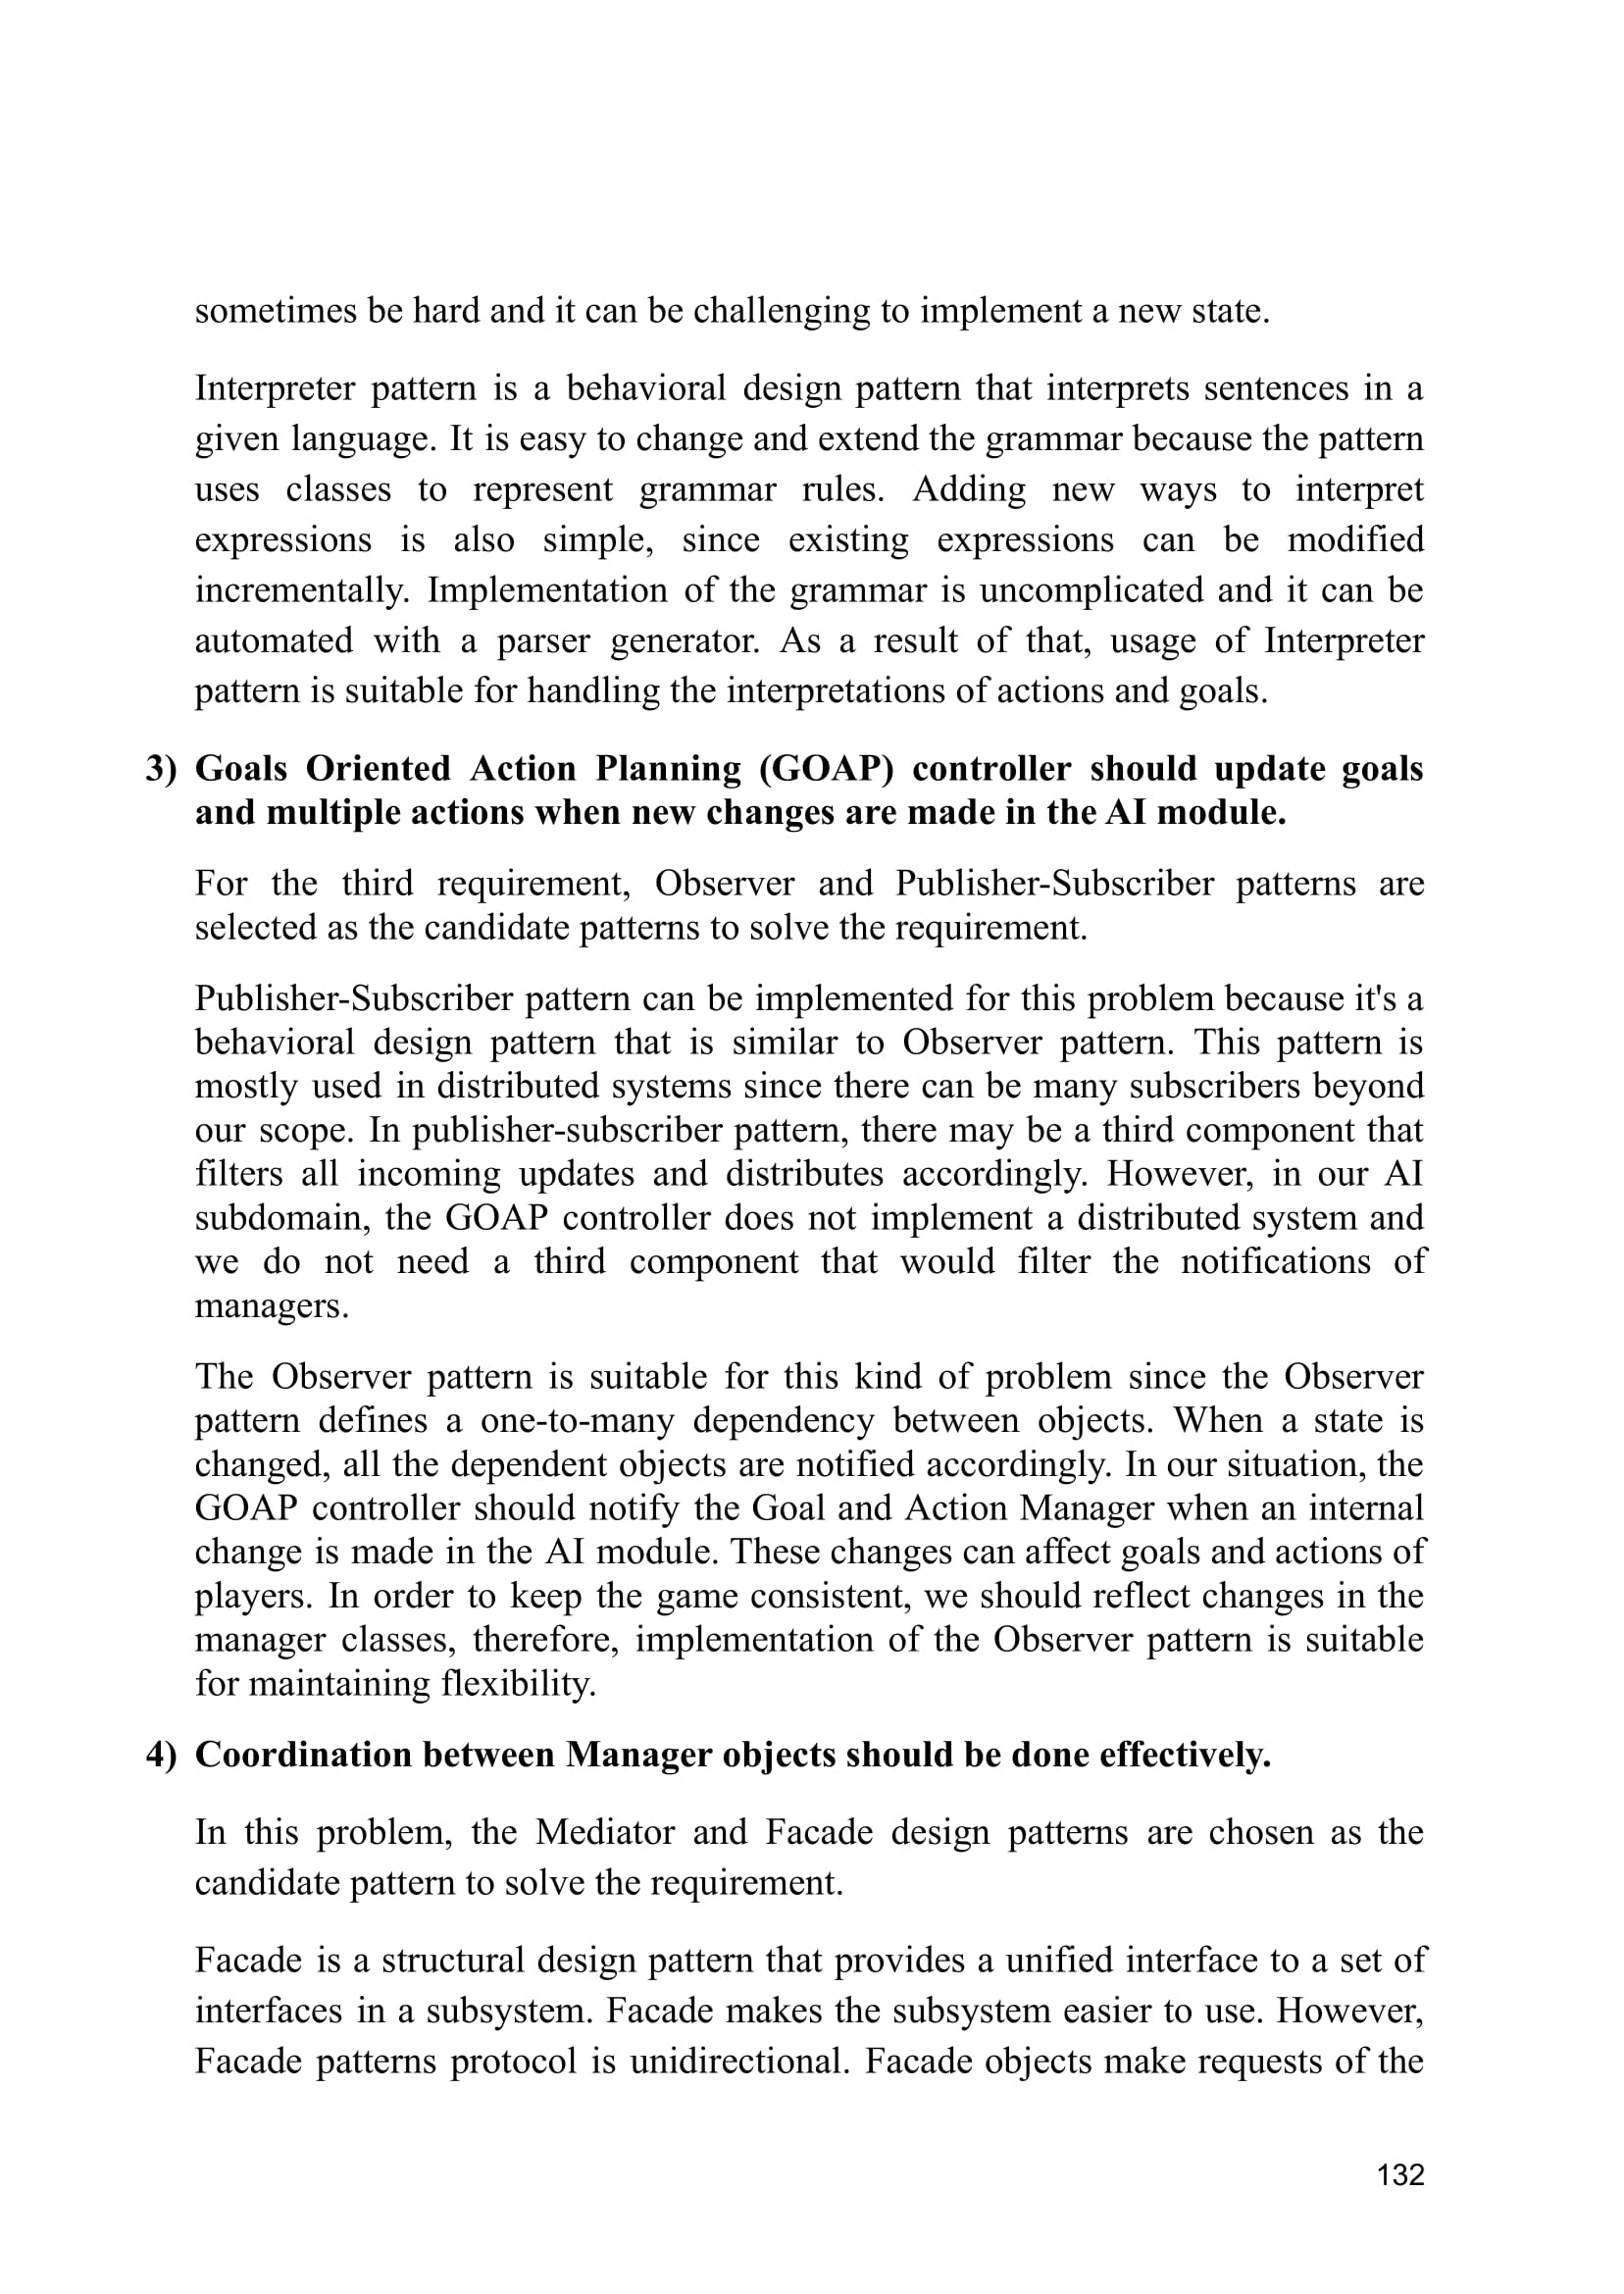 sometimes be hard and it can be challenging to implement a new state.
Interpreter pattern is a behavioral design pattern that interprets sentences in a
given language. It is easy to change and extend the grammar because the pattern
uses classes to represent grammar rules. Adding new ways to interpret
expressions is also simple, since existing expressions can be modified
incrementally. Implementation of the grammar is uncomplicated and it can be
automated with a parser generator. As a result of that, usage of Interpreter
pattern is suitable for handling the interpretations of actions and goals.
3) Goals Oriented Action Planning (GOAP) controller should update goals
and multiple actions when new changes are made in the AI module.
For the third requirement, Observer and Publisher-Subscriber patterns are
selected as the candidate patterns to solve the requirement.
Publisher-Subscriber pattern can be implemented for this problem because it's a
behavioral design pattern that is similar to Observer pattern. This pattern is
mostly used in distributed systems since there can be many subscribers beyond
our scope. In publisher-subscriber pattern, there may be a third component that
filters all incoming updates and distributes accordingly. However, in our AI
subdomain, the GOAP controller does not implement a distributed system and
we do not need a third component that would filter the notifications of
managers.
The Observer pattern is suitable for this kind of problem since the Observer
pattern defines a one-to-many dependency between objects. When a state is
changed, all the dependent objects are notified accordingly. In our situation, the
GOAP controller should notify the Goal and Action Manager when an internal
change is made in the AI module. These changes can affect goals and actions of
players. In order to keep the game consistent, we should reflect changes in the
manager classes, therefore, implementation of the Observer pattern is suitable
for maintaining flexibility.
4) Coordination between Manager objects should be done effectively.
In this problem, the Mediator and Facade design patterns are chosen as the
candidate pattern to solve the requirement.
Facade is a structural design pattern that provides a unified interface to a set of
interfaces in a subsystem. Facade makes the subsystem easier to use. However,
Facade patterns protocol is unidirectional. Facade objects make requests of the
132